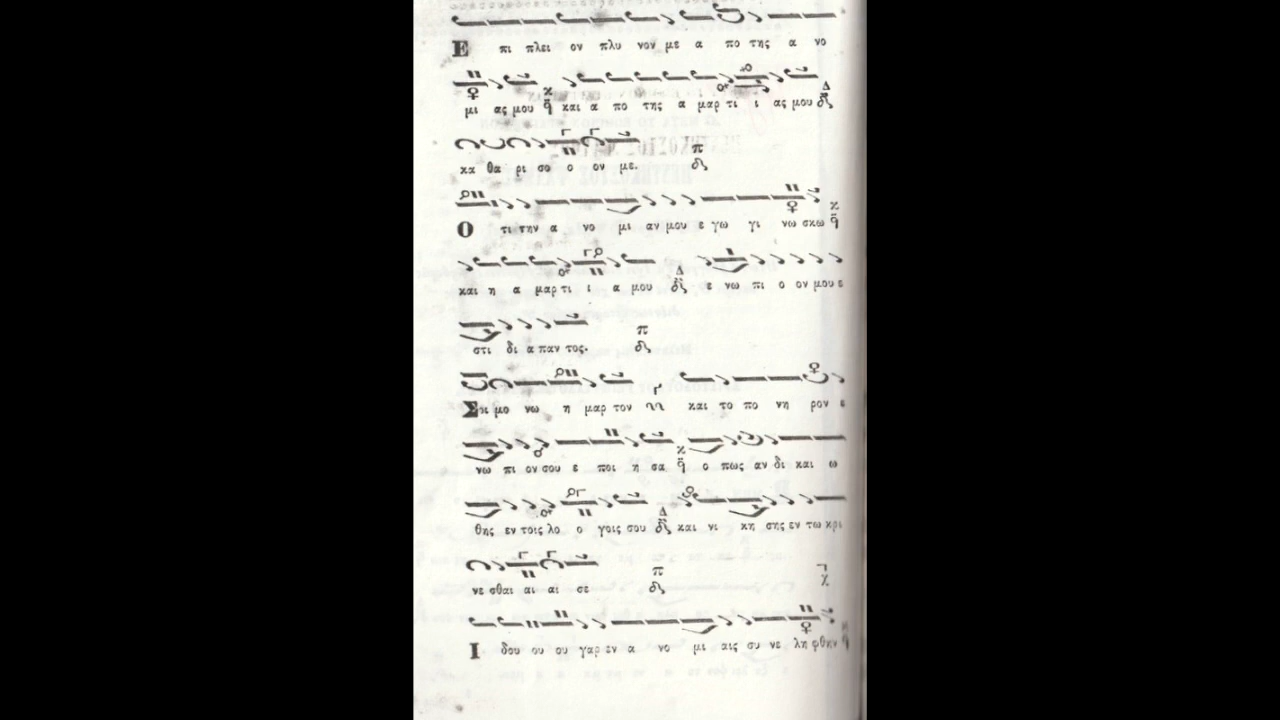 Ε πι πλει ον πλυ νον με α πο της α νο
μι ας μου και α πο της α μαρ τι ι ας μου
κα θα ρι σο ο ον με.
Ο τι την α νο μι αν μου ε γω γι νω σκω
και η α μαρ τι ι α μου ε νω πι ο ον μου ε
στι δι α παν τος.
Σοι μο νω η μαρ τον και το πο νη ρον ε
νω πι ον σου ε ποι η σα ο πως αν δι και ω
θης εν τοις λο ο γοις σου και νι κη σης εν τω κρι
νε σθαι αι αι σε
Ι δου ου ου γαρ εν α νο μι αις συ νε λη φθην